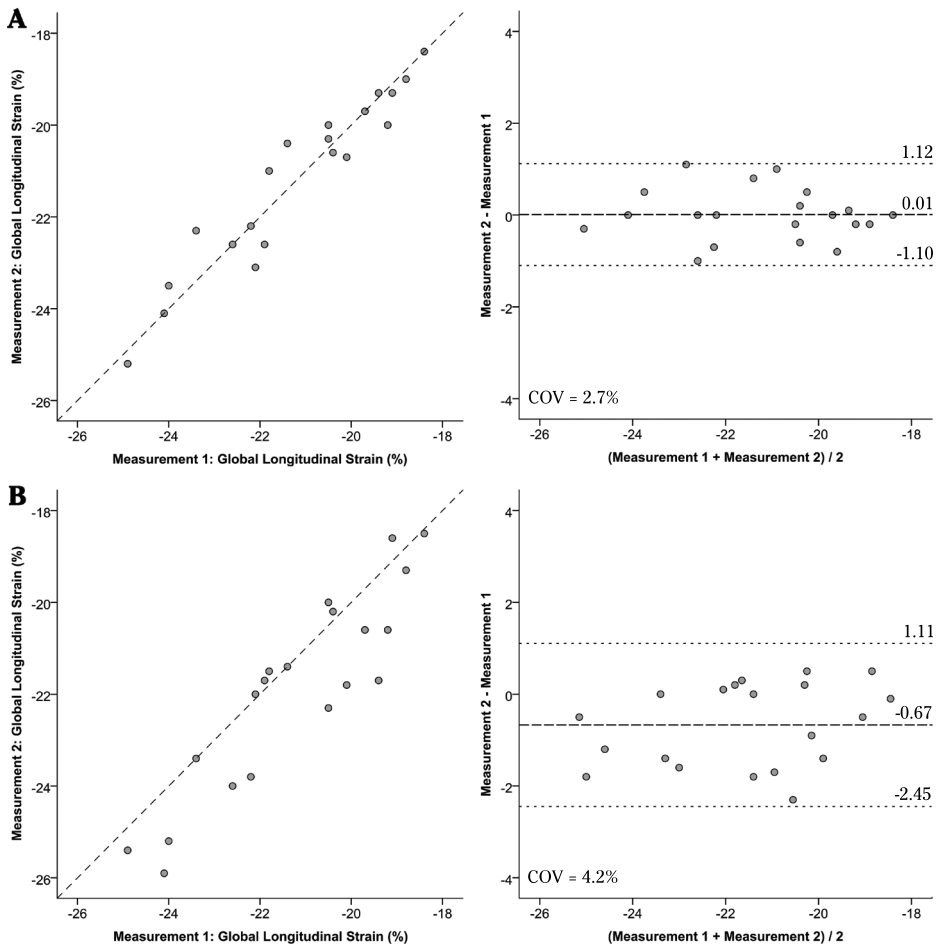 A
Measurement 2: Global Longitudinal Strain (%)
-18
-20
-22
-24
-26
-26 -24 -22 -20 -18
Measurement 1: Global Longitudinal Strain (%)
Measurement 2 - Measurement 1
4
2
0
-2
-4
1.12
0.01
-1.10
COV = 2.7%
-26 -24 -22 -20 -18
(Measurement 1 + Measurement 2) / 2
B
Measurement 2: Global Longitudinal Strain (%)
-18
-20
-22
-24
-26
-26 -24 -22 -20 -18
Measurement 1: Global Longitudinal Strain (%)
Measurement 2 - Measurement 1
4
2
0
-2
-4
1.11
-0.67
-2.45
COV = 4.2%
-26 -24 -22 -20 -18
(Measurement 1 + Measurement 2) / 2